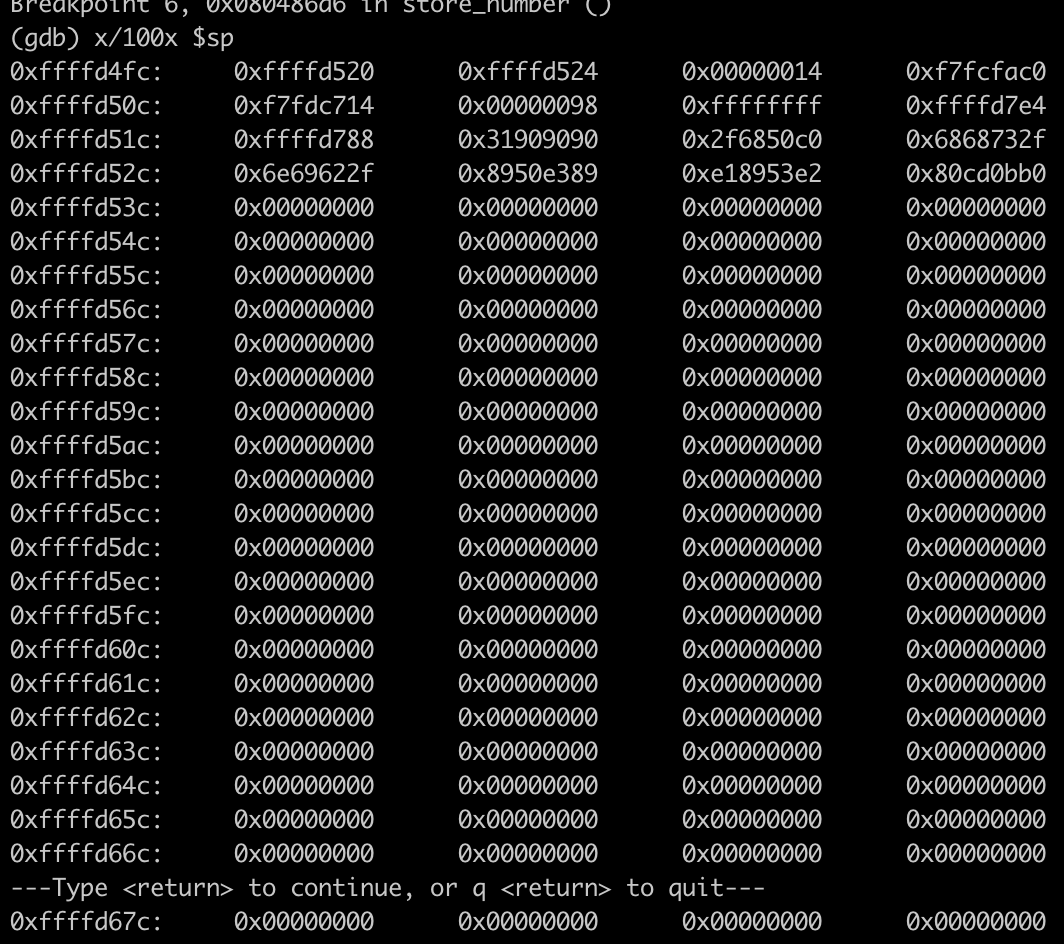 Breakpoint 6, 0x080486d6 in store_number ()
(gdb) x/100x $sp
0xffffd4fc: 0xffffd520 0xffffd524 0x00000014 0xf7fcfac0
0xffffd50c: 0xf7fdc714 0x00000098 0xffffffff 0xffffd7e4
0xffffd51c: 0xffffd788 0x31909090 0x2f6850c0 0x6868732f
0xffffd52c: 0x6e69622f 0x8950e389 0xe18953e2 0x80cd0bb0
0xffffd53c: 0x00000000 0x00000000 0x00000000 0x00000000
0xffffd54c: 0x00000000 0x00000000 0x00000000 0x00000000
0xffffd55c: 0x00000000 0x00000000 0x00000000 0x00000000
0xffffd56c: 0x00000000 0x00000000 0x00000000 0x00000000
0xffffd57c: 0x00000000 0x00000000 0x00000000 0x00000000
0xffffd58c: 0x00000000 0x00000000 0x00000000 0x00000000
0xffffd59c: 0x00000000 0x00000000 0x00000000 0x00000000
0xffffd5ac: 0x00000000 0x00000000 0x00000000 0x00000000
0xffffd5bc: 0x00000000 0x00000000 0x00000000 0x00000000
0xffffd5cc: 0x00000000 0x00000000 0x00000000 0x00000000
0xffffd5dc: 0x00000000 0x00000000 0x00000000 0x00000000
0xffffd5ec: 0x00000000 0x00000000 0x00000000 0x00000000
0xffffd5fc: 0x00000000 0x00000000 0x00000000 0x00000000
0xffffd60c: 0x00000000 0x00000000 0x00000000 0x00000000
0xffffd61c: 0x00000000 0x00000000 0x00000000 0x00000000
0xffffd62c: 0x00000000 0x00000000 0x00000000 0x00000000
0xffffd63c: 0x00000000 0x00000000 0x00000000 0x00000000
0xffffd64c: 0x00000000 0x00000000 0x00000000 0x00000000
0xffffd65c: 0x00000000 0x00000000 0x00000000 0x00000000
0xffffd66c: 0x00000000 0x00000000 0x00000000 0x00000000
---Type <return> to continue, or q <return> to quit---
0xffffd67c: 0x00000000 0x00000000 0x00000000 0x00000000